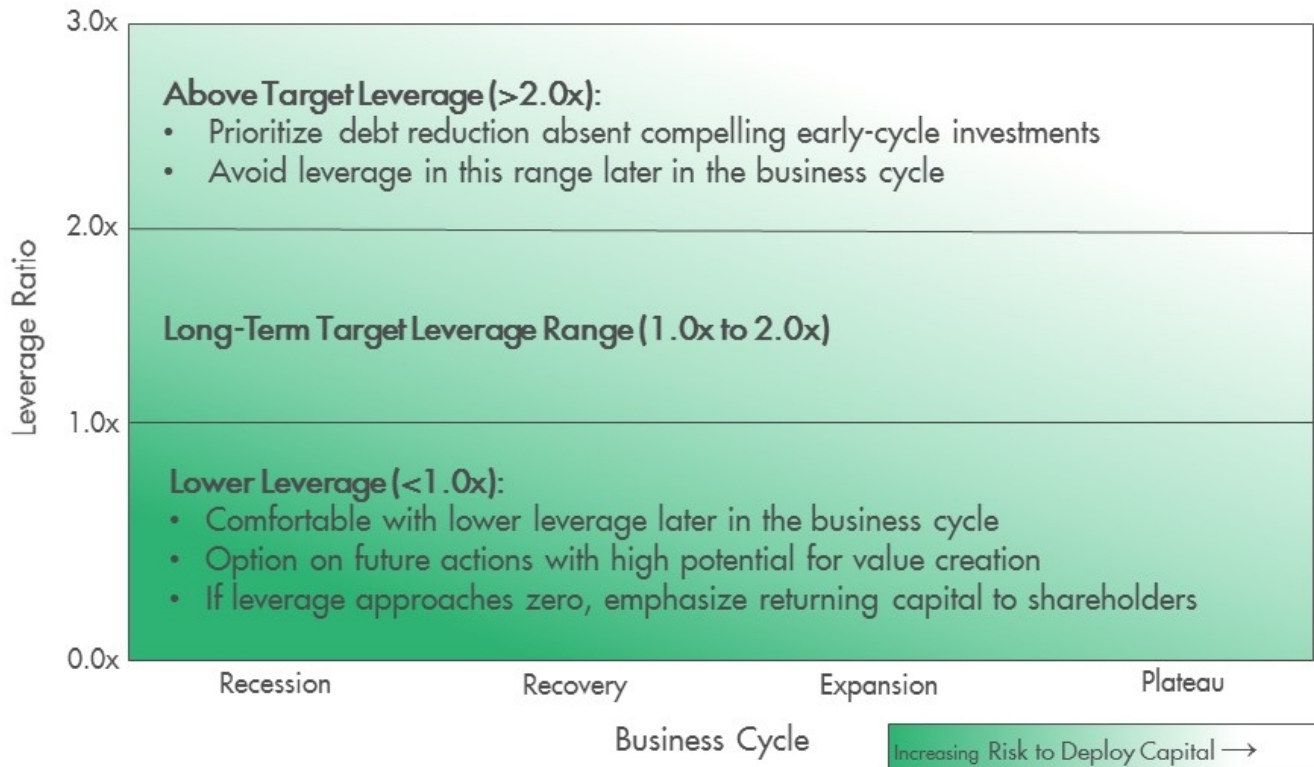 3.0x
Above Target Leverage (>2.0x):
• Prioritize debt reduction absent compelling early-cycle investments
• Avoid leverage in this range later in the business cycle
2.0x
Leverage Ratio
Long-Term Target Leverage Range (1.0x to 2.0x)
1.0x
Lower Leverage (<1.0x):
• Comfortable with lower leverage later in the business cycle
• Option on future actions with high potential for value creation
• If leverage approaches zero, emphasize returning capital to shareholders
0.0x
Recession Recovery Expansion Plateau
Business Cycle
Increasing Risk to Deploy Capital →